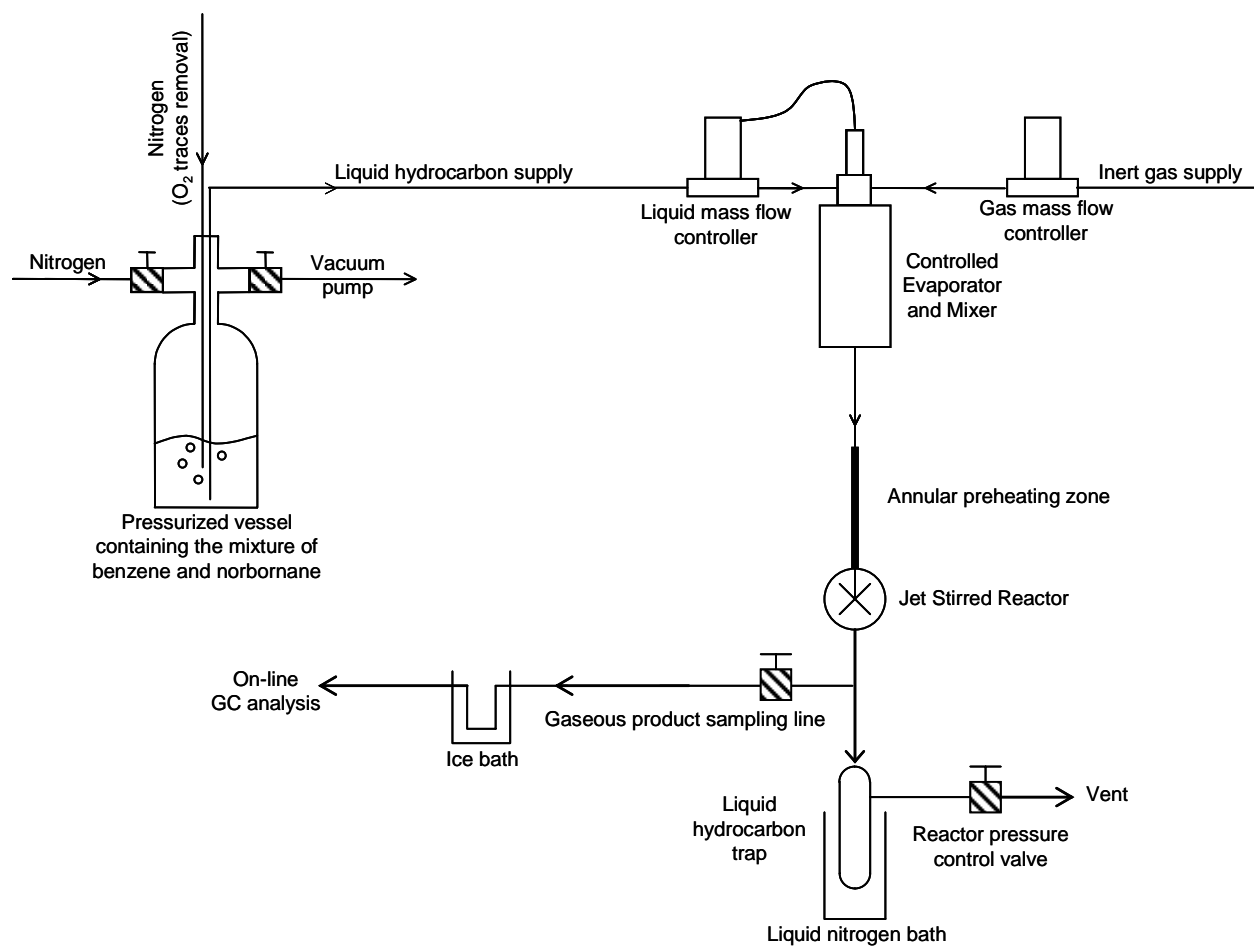 Nitrogen
(O2 traces removal)
Liquid hydrocarbon supply
Inert gas supply
Liquid mass flow
controller
Gas mass flow
controller
Nitrogen
Vacuum
pump
Controlled
Evaporator
and Mixer
Annular preheating zone
Pressurized vessel
containing the mixture of
benzene and norbornane
Jet Stirred Reactor
On-line
GC analysis
Gaseous product sampling line
Ice bath
Liquid
hydrocarbon
trap
Vent
Reactor pressure
control valve
Liquid nitrogen bath